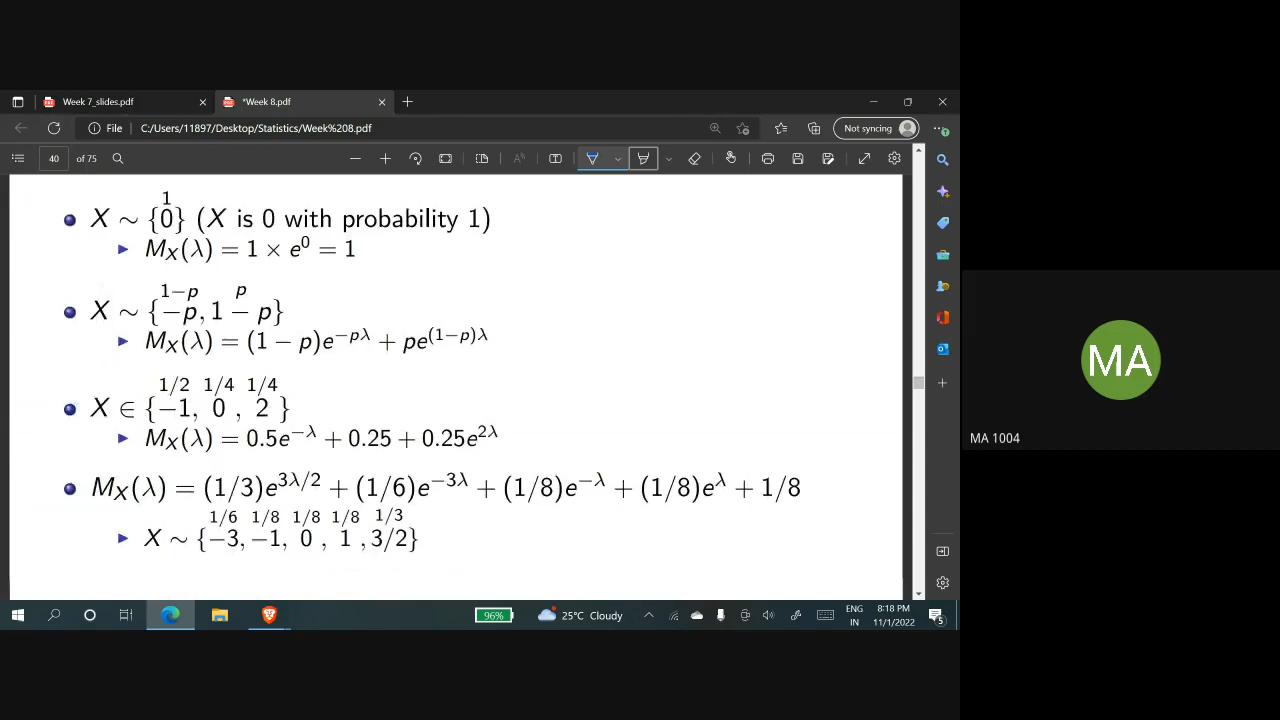 Week 7_slides.pdf
*Week 8.pdf
File C:/Users/11897/Desktop/Statistics/Week%208.pdf
Not syncing
40 of 75
1
X ∼ {0} (X is 0 with probability 1)
M_X(λ) = 1 × e^0 = 1
1−p p
X ∼ {−p, 1 − p}
M_X(λ) = (1 − p)e^{−pλ} + pe^{(1−p)λ}
1/2 1/4 1/4
X ∈ {−1, 0 , 2 }
M_X(λ) = 0.5e^{−λ} + 0.25 + 0.25e^{2λ}
M_X(λ) = (1/3)e^{3λ/2} + (1/6)e^{−3λ} + (1/8)e^{−λ} + (1/8)e^{λ} + 1/8
1/6 1/8 1/8 1/8 1/3
X ∼ {−3, −1, 0 , 1 , 3/2}
MA
MA 1004
96%
25°C Cloudy
ENG
IN
8:18 PM
11/1/2022
5